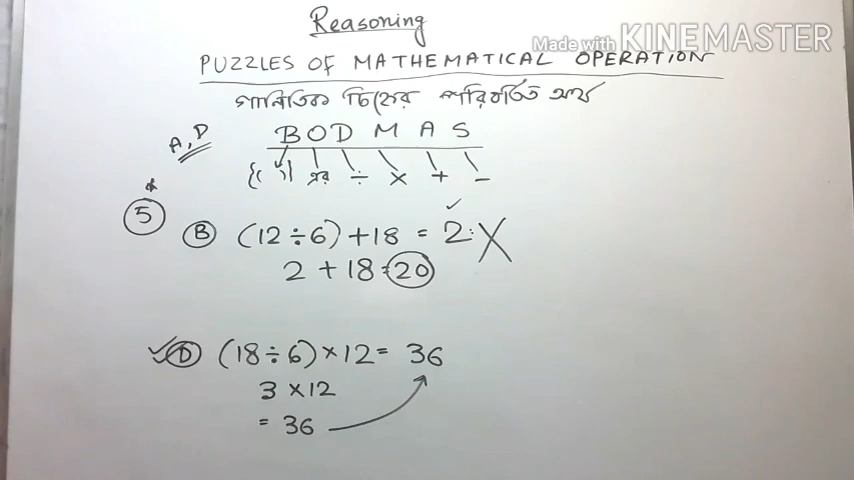 Reasoning
Made with KINEMASTER
PUZZLES OF MATHEMATICAL OPERATION
গাণিতিক চিহ্নের পরিবর্তিত অর্থ
A, D
B O D M A S
{( )} এর ÷ × + −
5
B (12 ÷ 6) + 18 = 2 ✓ X
2 + 18 = 20
✓ D (18 ÷ 6) × 12 = 36
3 × 12
= 36